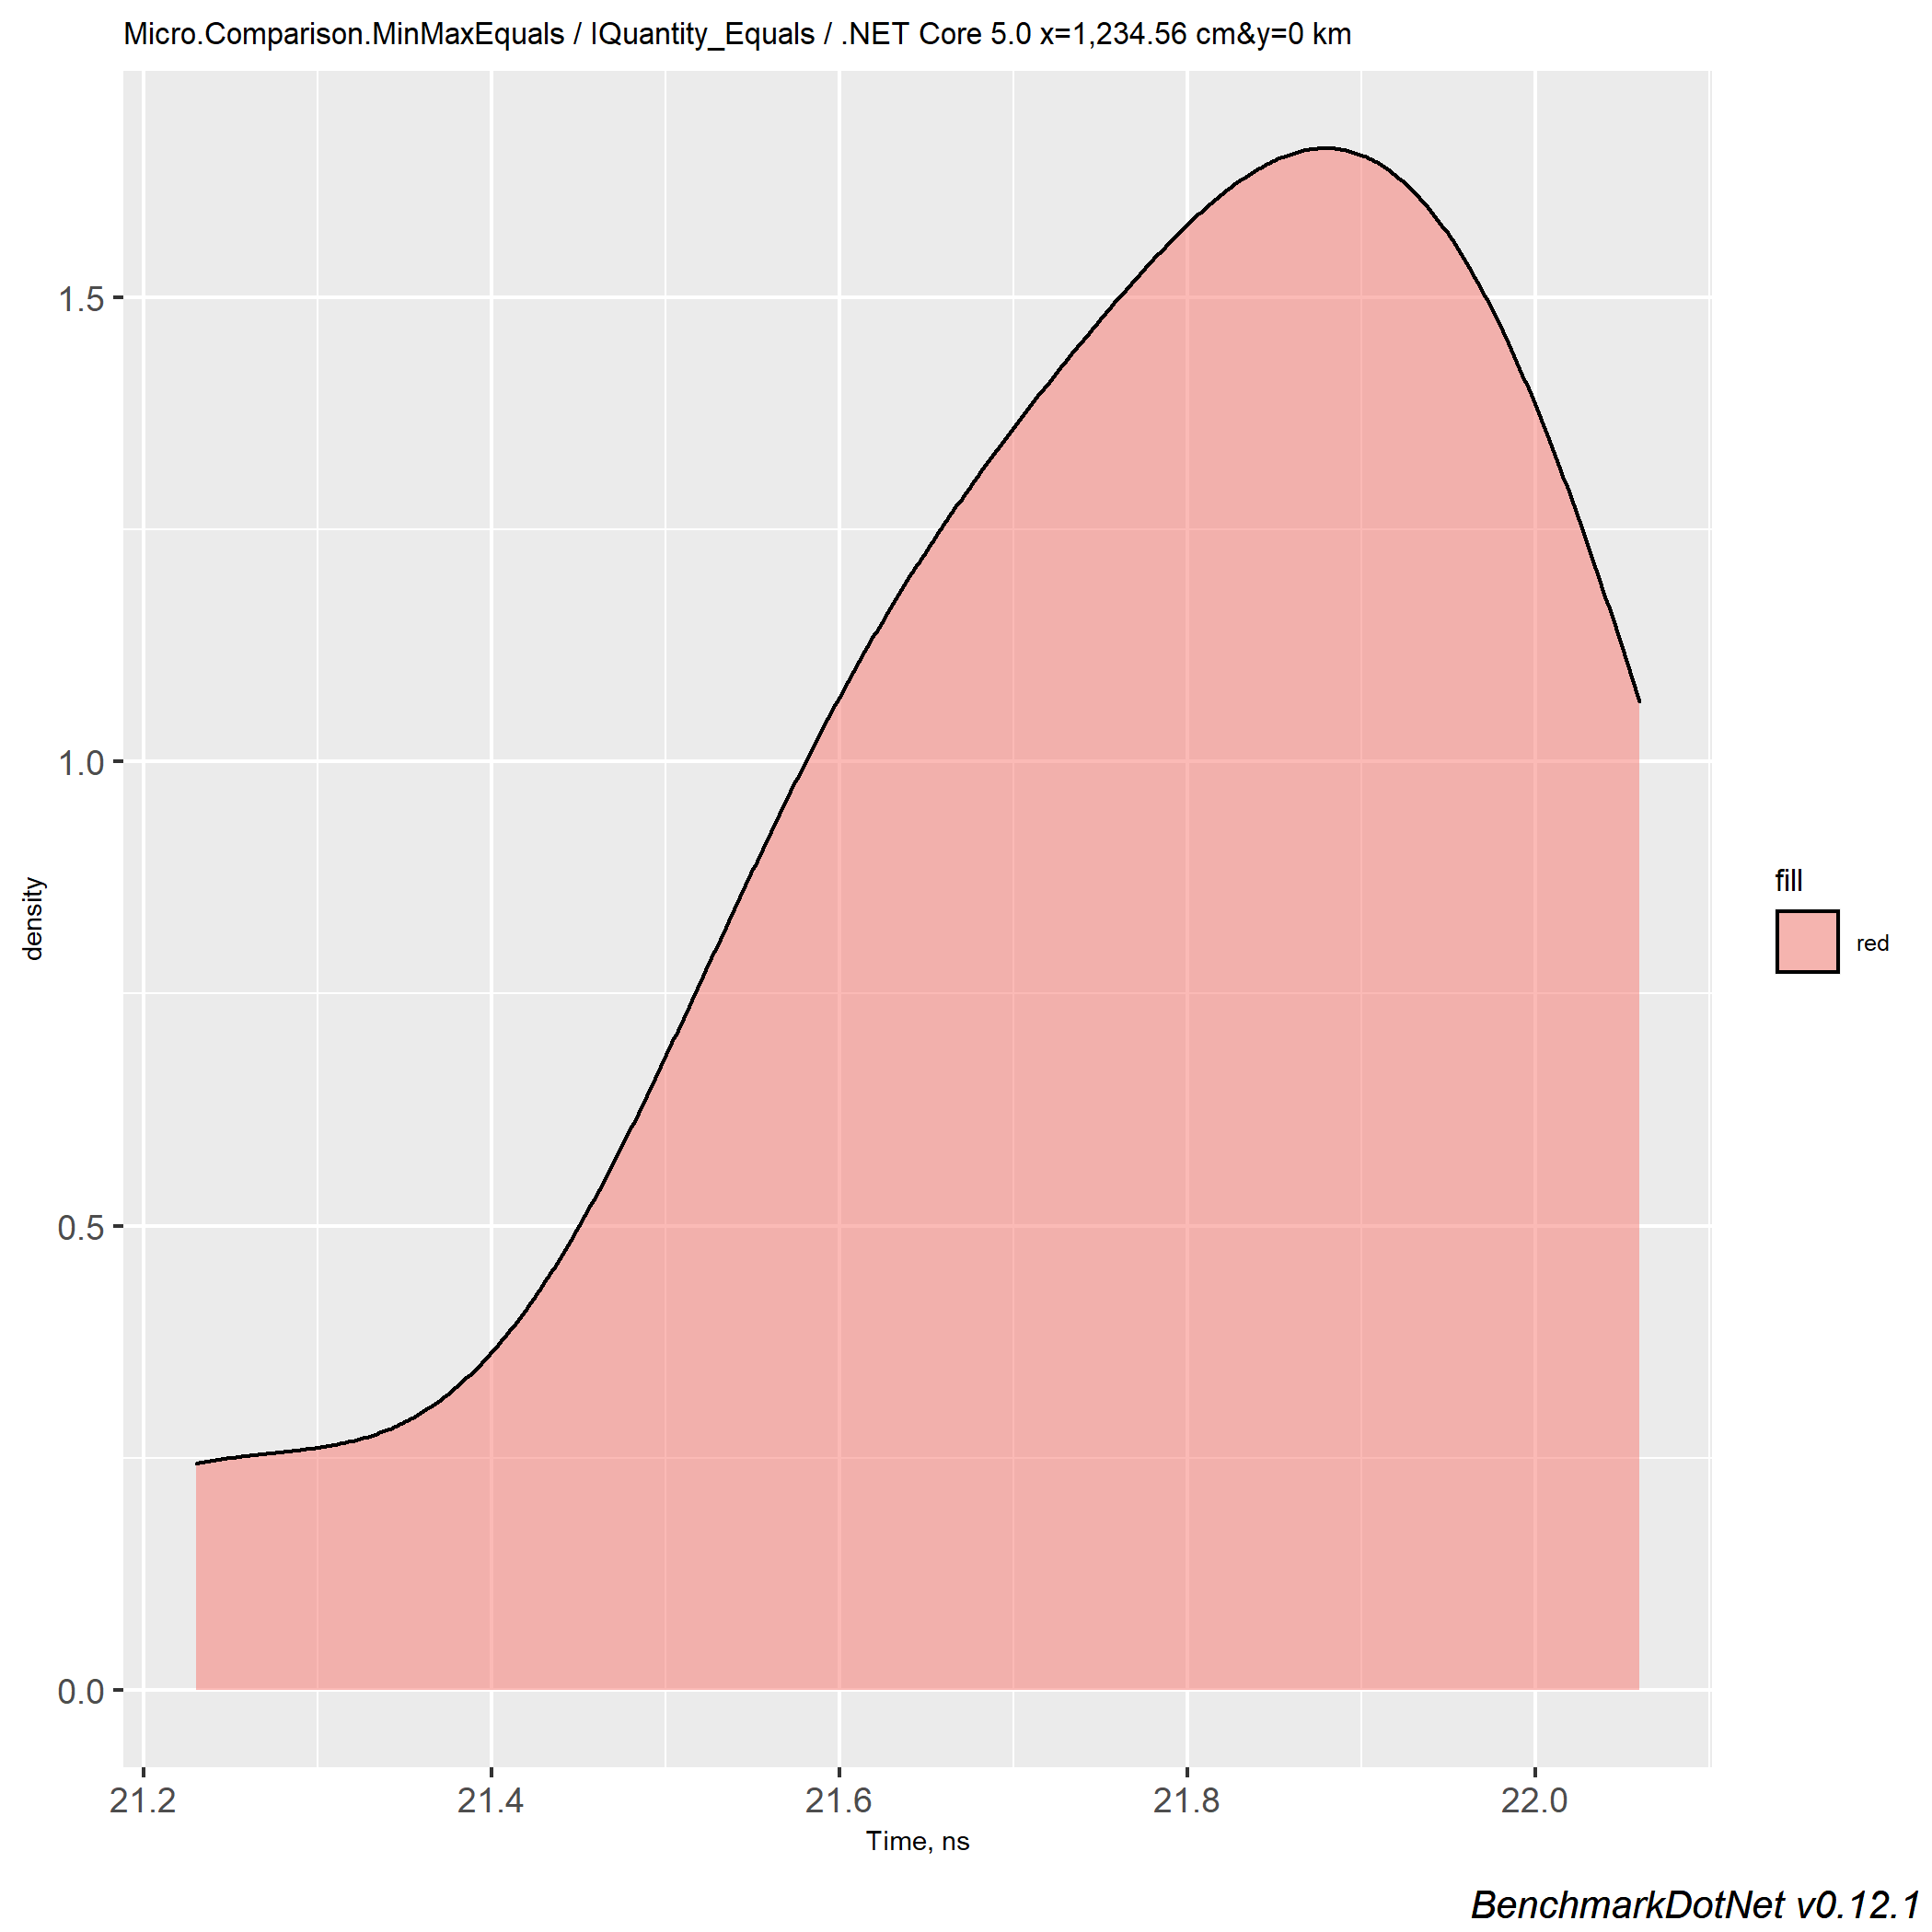 Micro.Comparison.MinMaxEquals / IQuantity_Equals / .NET Core 5.0 x=1,234.56 cm&y=0 km
1.5
1.0
0.5
0.0
density
21.2 21.4 21.6 21.8 22.0
Time, ns
fill
red
BenchmarkDotNet v0.12.1